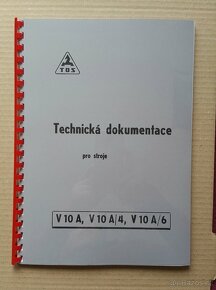 TOS
Technická dokumentace
pro stroje
V 10 A, V 10 A/4, V 10 A/6